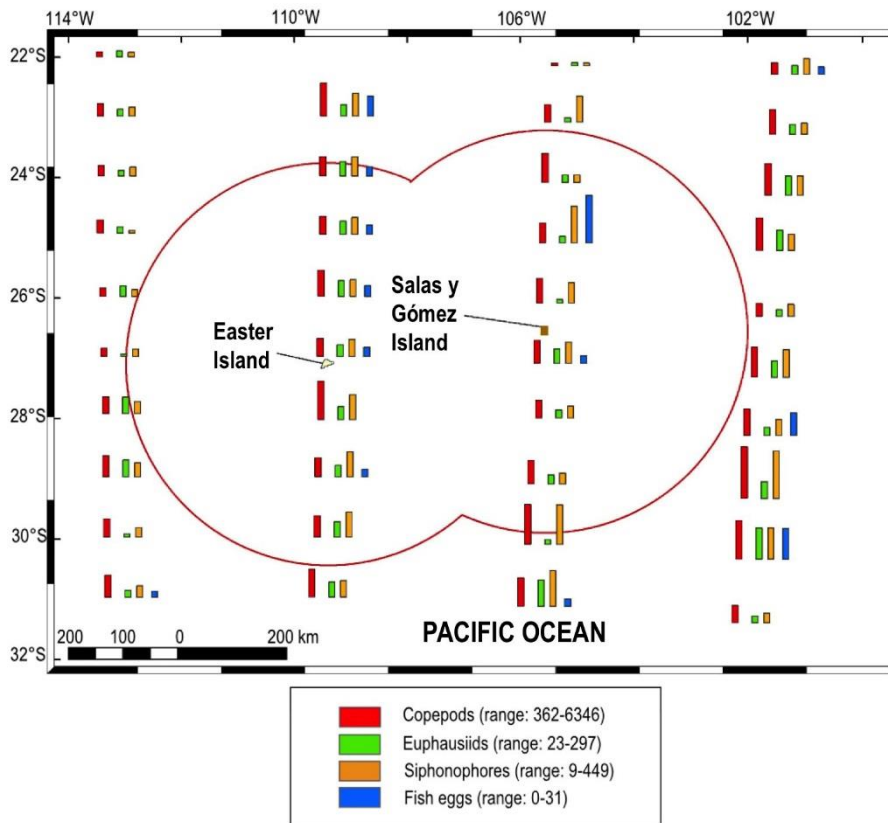 114°W 110°W 106°W 102°W
22°S
24°S
26°S
28°S
30°S
32°S
Salas y
Gómez
Island
Easter
Island
PACIFIC OCEAN
200 100 0 200 km
Copepods (range: 362-6346)
Euphausiids (range: 23-297)
Siphonophores (range: 9-449)
Fish eggs (range: 0-31)